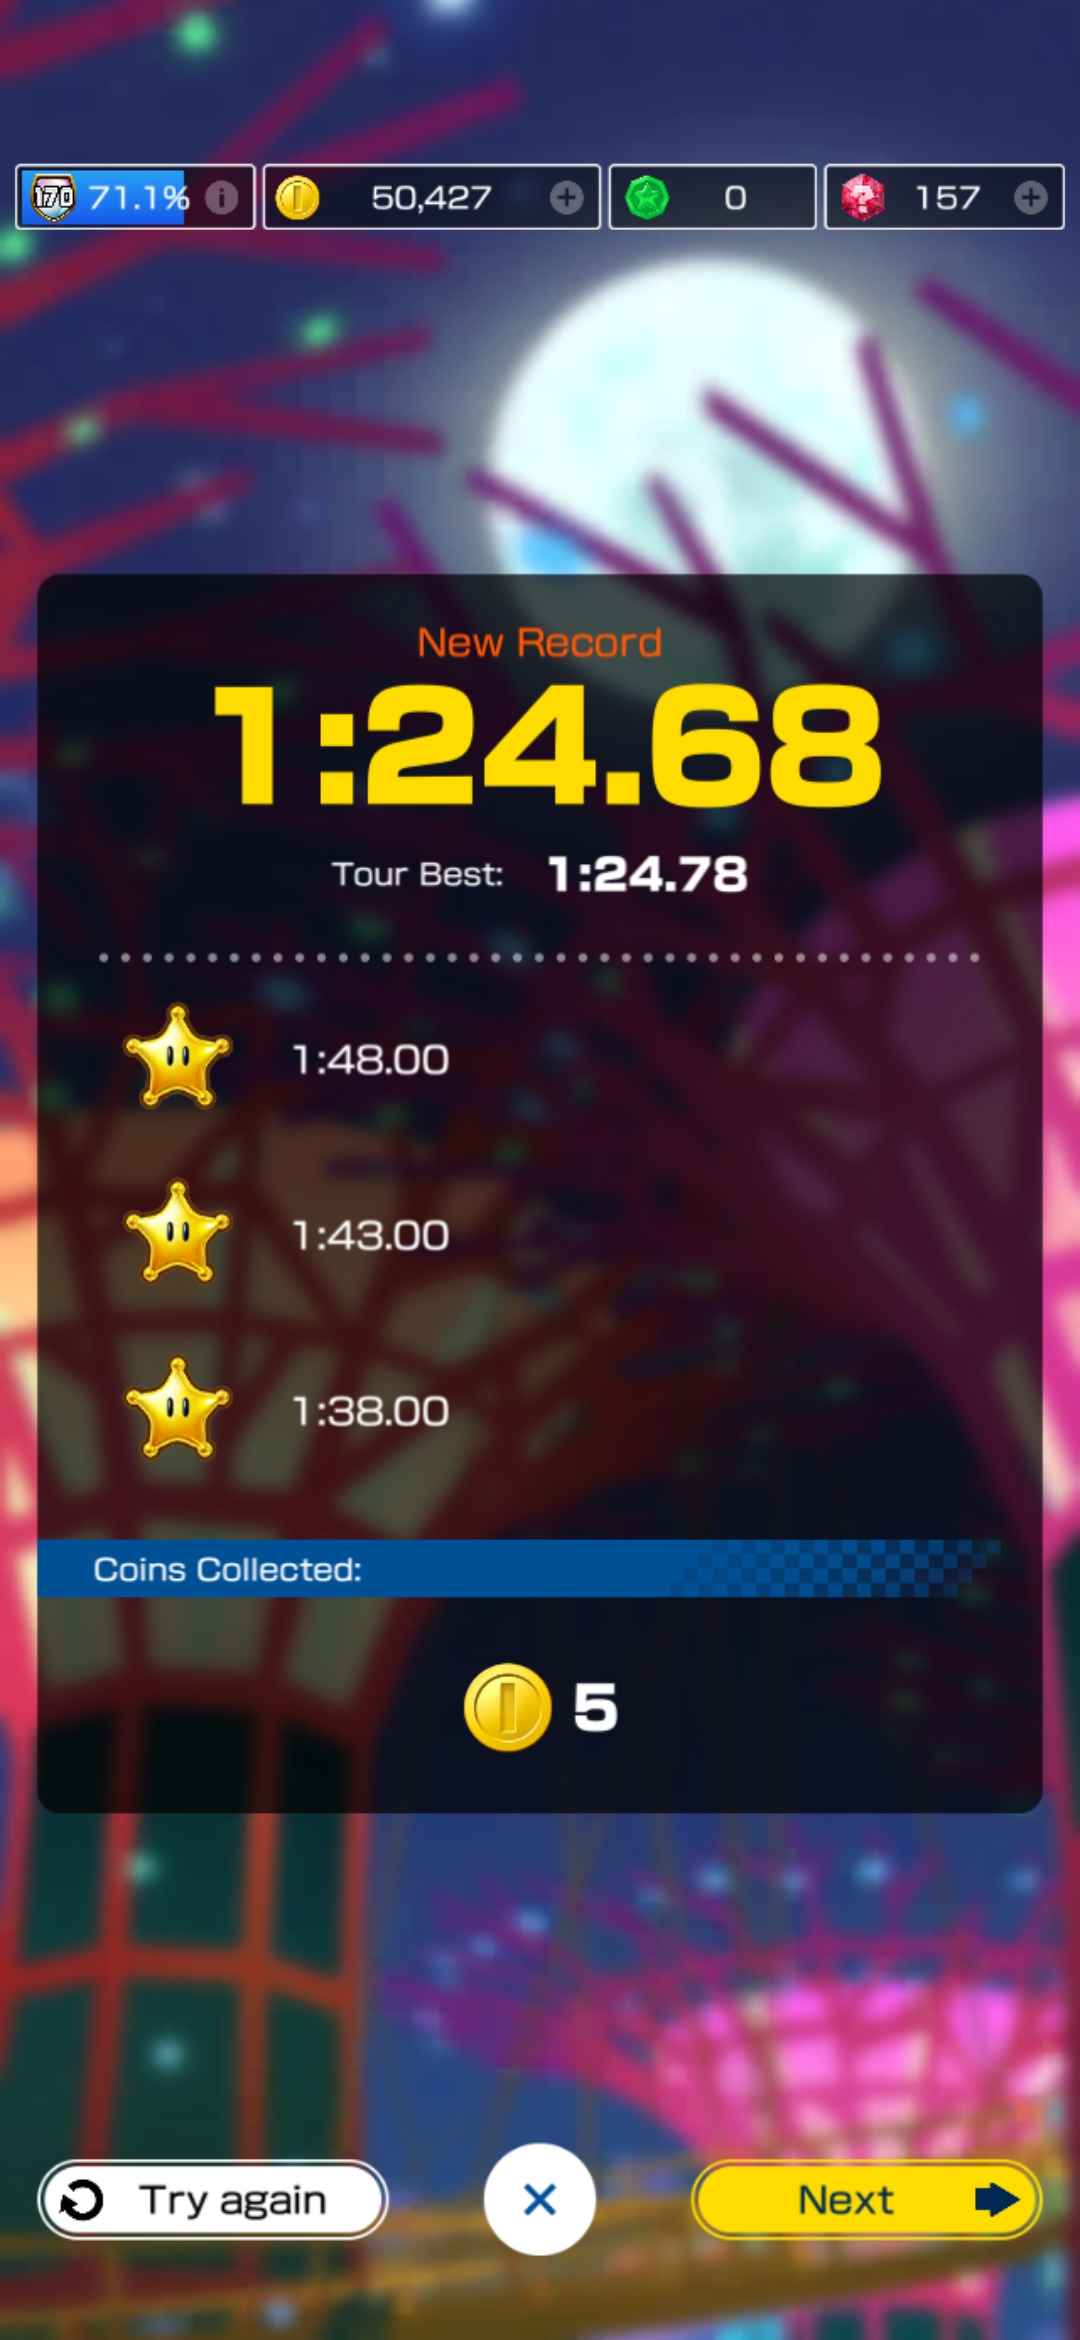 170 71.1% i 50,427 + 0 ? 157 +
New Record
1:24.68
Tour Best: 1:24.78
1:48.00
1:43.00
1:38.00
Coins Collected:
5
Try again × Next